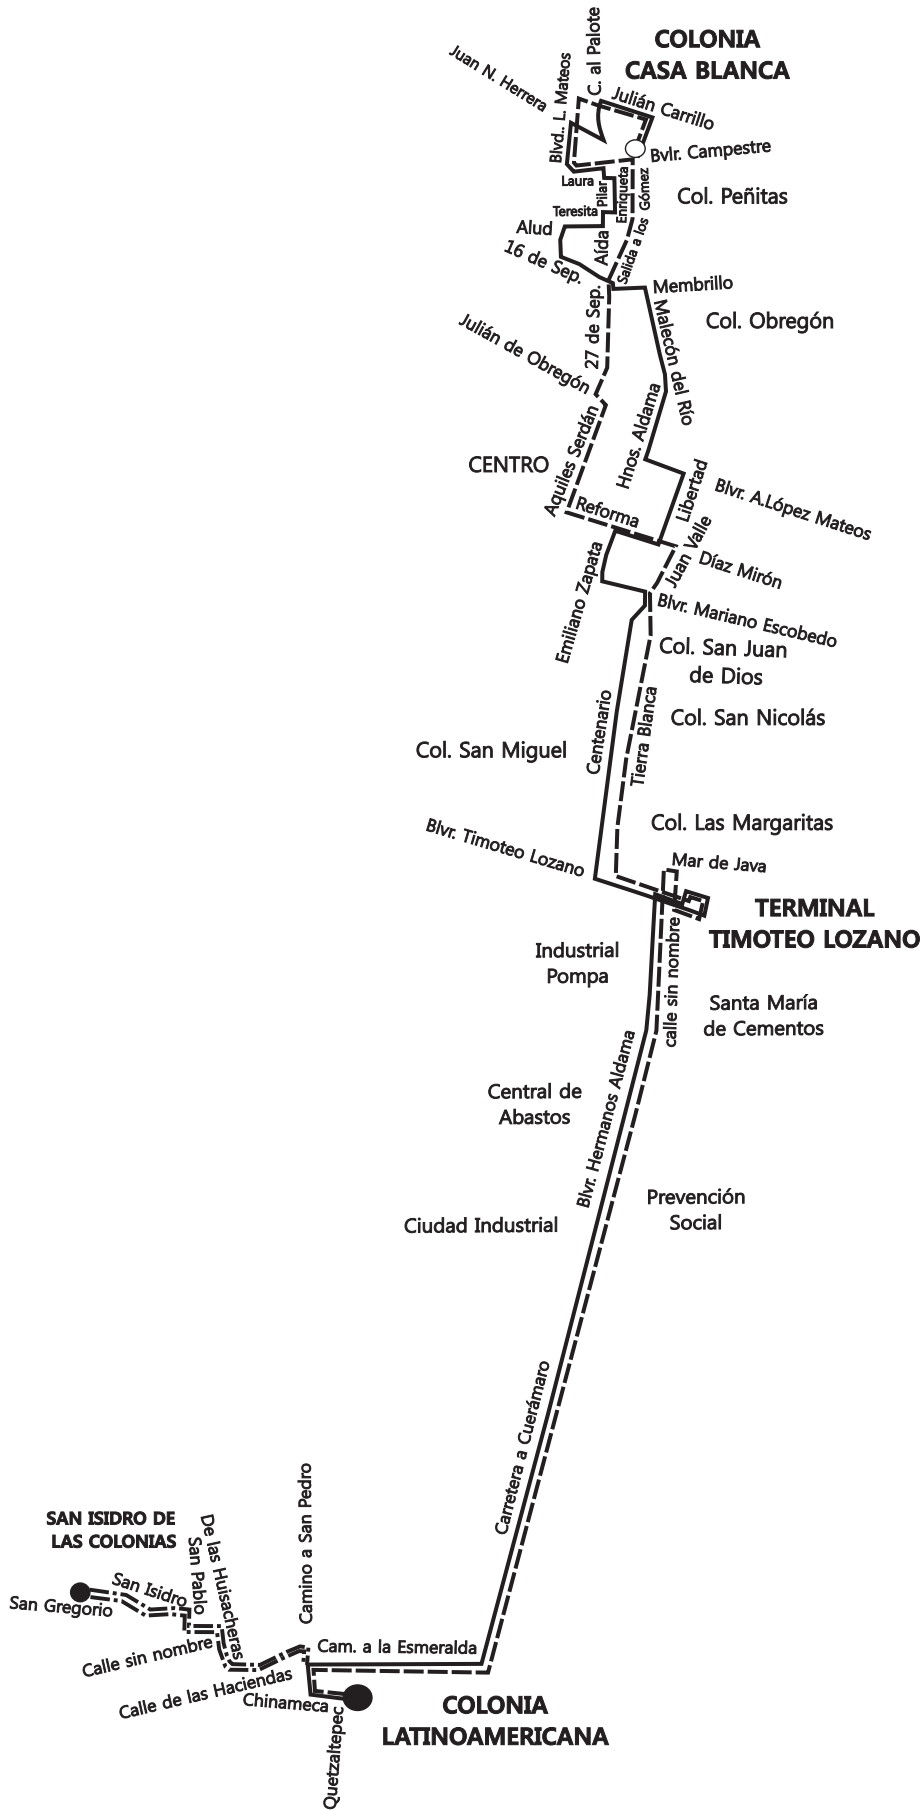 COLONIA
CASA BLANCA
Juan N. Herrera
Blvd.. L. Mateos
C. al Palote
Julián Carrillo
Bvlr. Campestre
Laura
Pilar
Enriqueta
Salida a los Gómez
Col. Peñitas
Teresita
Alud
Aída
16 de Sep.
Membrillo
27 de Sep.
Malecón del Río
Col. Obregón
Julián de Obregón
Hnos. Aldama
Aquiles Serdán
CENTRO
Libertad
Blvr. A.López Mateos
Reforma
Juan Valle
Díaz Mirón
Emiliano Zapata
Blvr. Mariano Escobedo
Col. San Juan
de Dios
Centenario
Tierra Blanca
Col. San Nicolás
Col. San Miguel
Blvr. Timoteo Lozano
Col. Las Margaritas
Mar de Java
TERMINAL
TIMOTEO LOZANO
Industrial
Pompa
calle sin nombre
Santa María
de Cementos
Blvr. Hermanos Aldama
Central de
Abastos
Prevención
Social
Ciudad Industrial
Carretera a Cuerámaro
Camino a San Pedro
SAN ISIDRO DE
LAS COLONIAS
De las Huisacheras
San Pablo
San Isidro
San Gregorio
Calle sin nombre
Cam. a la Esmeralda
Calle de las Haciendas
Chinameca
Quetzaltepec
COLONIA
LATINOAMERICANA